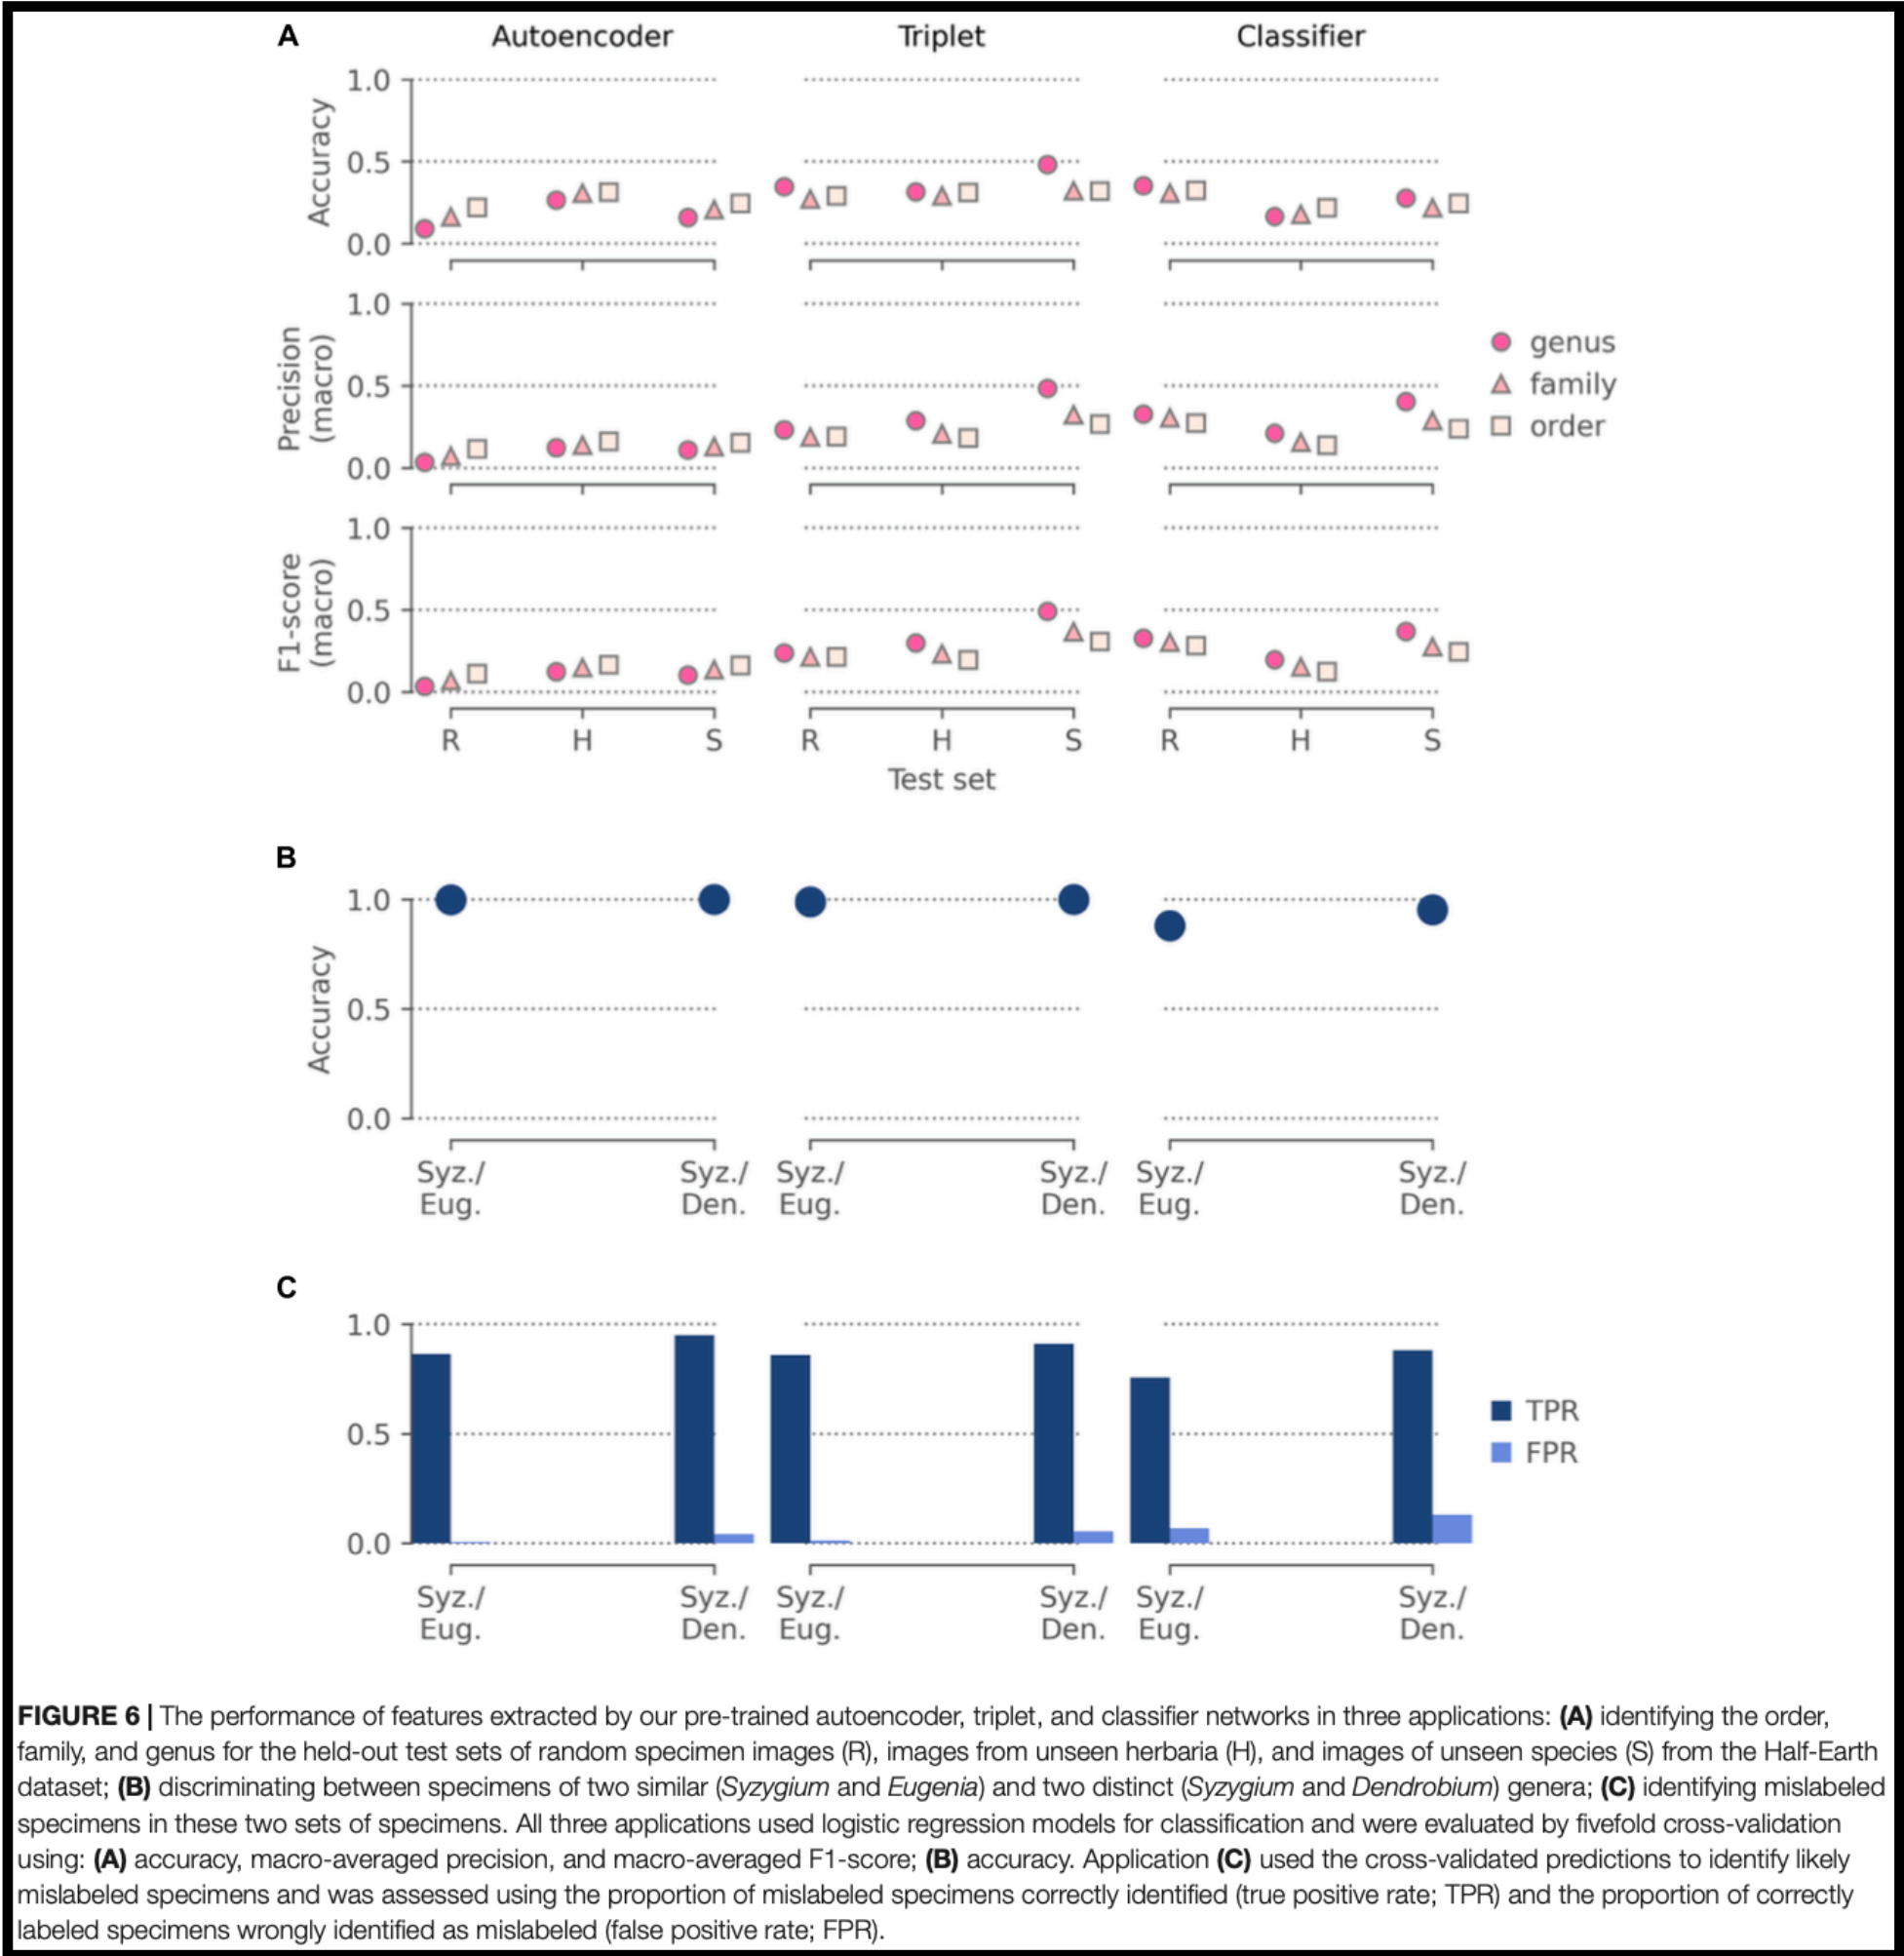 A
Autoencoder Triplet Classifier
1.0
0.5
0.0
Accuracy
1.0
0.5
0.0
Precision
(macro)
genus
family
order
1.0
0.5
0.0
F1-score
(macro)
R H S R H S R H S
Test set
B
1.0
0.5
0.0
Accuracy
Syz./ Syz./ Syz./ Syz./ Syz./ Syz./
Eug. Den. Eug. Den. Eug. Den.
C
1.0
0.5
0.0
TPR
FPR
Syz./ Syz./ Syz./ Syz./ Syz./ Syz./
Eug. Den. Eug. Den. Eug. Den.
FIGURE 6 | The performance of features extracted by our pre-trained autoencoder, triplet, and classifier networks in three applications: (A) identifying the order,
family, and genus for the held-out test sets of random specimen images (R), images from unseen herbaria (H), and images of unseen species (S) from the Half-Earth
dataset; (B) discriminating between specimens of two similar (Syzygium and Eugenia) and two distinct (Syzygium and Dendrobium) genera; (C) identifying mislabeled
specimens in these two sets of specimens. All three applications used logistic regression models for classification and were evaluated by fivefold cross-validation
using: (A) accuracy, macro-averaged precision, and macro-averaged F1-score; (B) accuracy. Application (C) used the cross-validated predictions to identify likely
mislabeled specimens and was assessed using the proportion of mislabeled specimens correctly identified (true positive rate; TPR) and the proportion of correctly
labeled specimens wrongly identified as mislabeled (false positive rate; FPR).